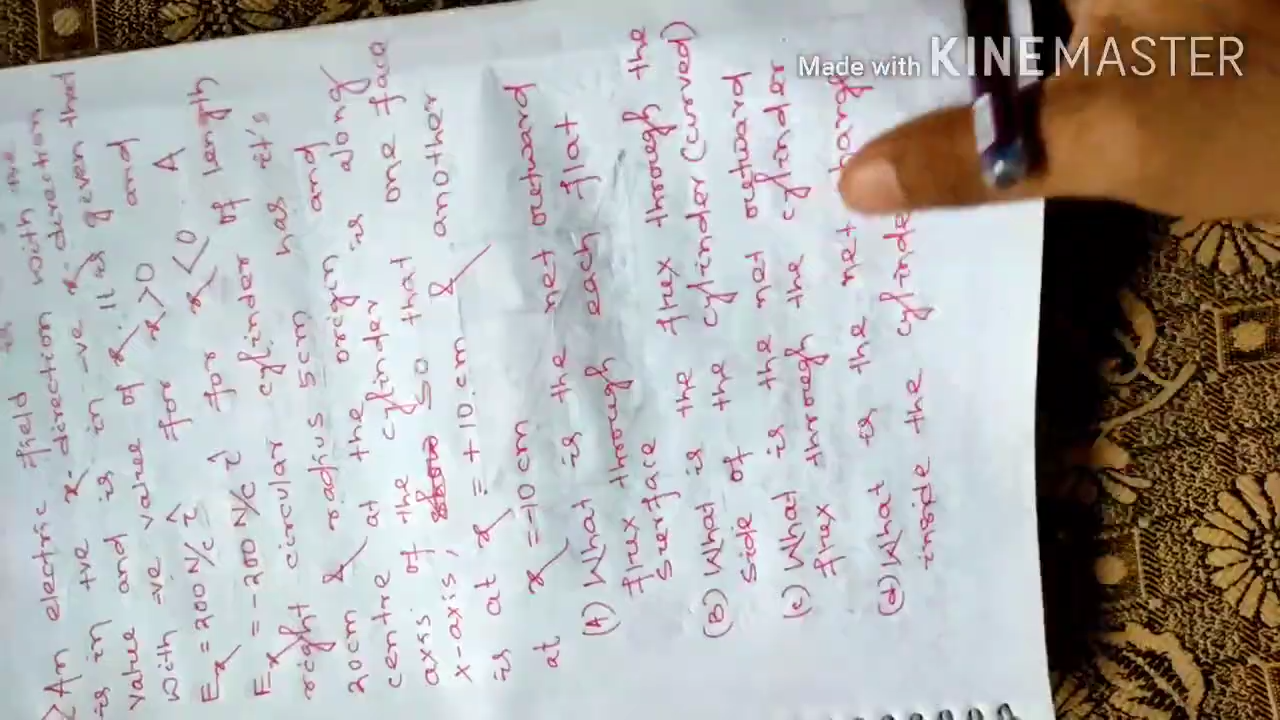 An electric field is with the
is in +ve x-direction with direction
value and is in -ve x. It is given that
with -ve value of x and
Ex = 200 N/C î for x>0 A
Ex = -200 N/C î for x<0 of length
right circular cylinder has it's
20cm & radius 5cm and
centre at the origin is along
axis of the cylinder one face
x-axis, so that another
is at x = +10 cm &
at x = -10 cm
(A) What is the net outward
flux through each flat
surface
(B) What is the flux through the
side of the cylinder (curved)
(c) What is the net outward
flux through the cylinder
(d) What is the net
inside the
Made with KINEMASTER